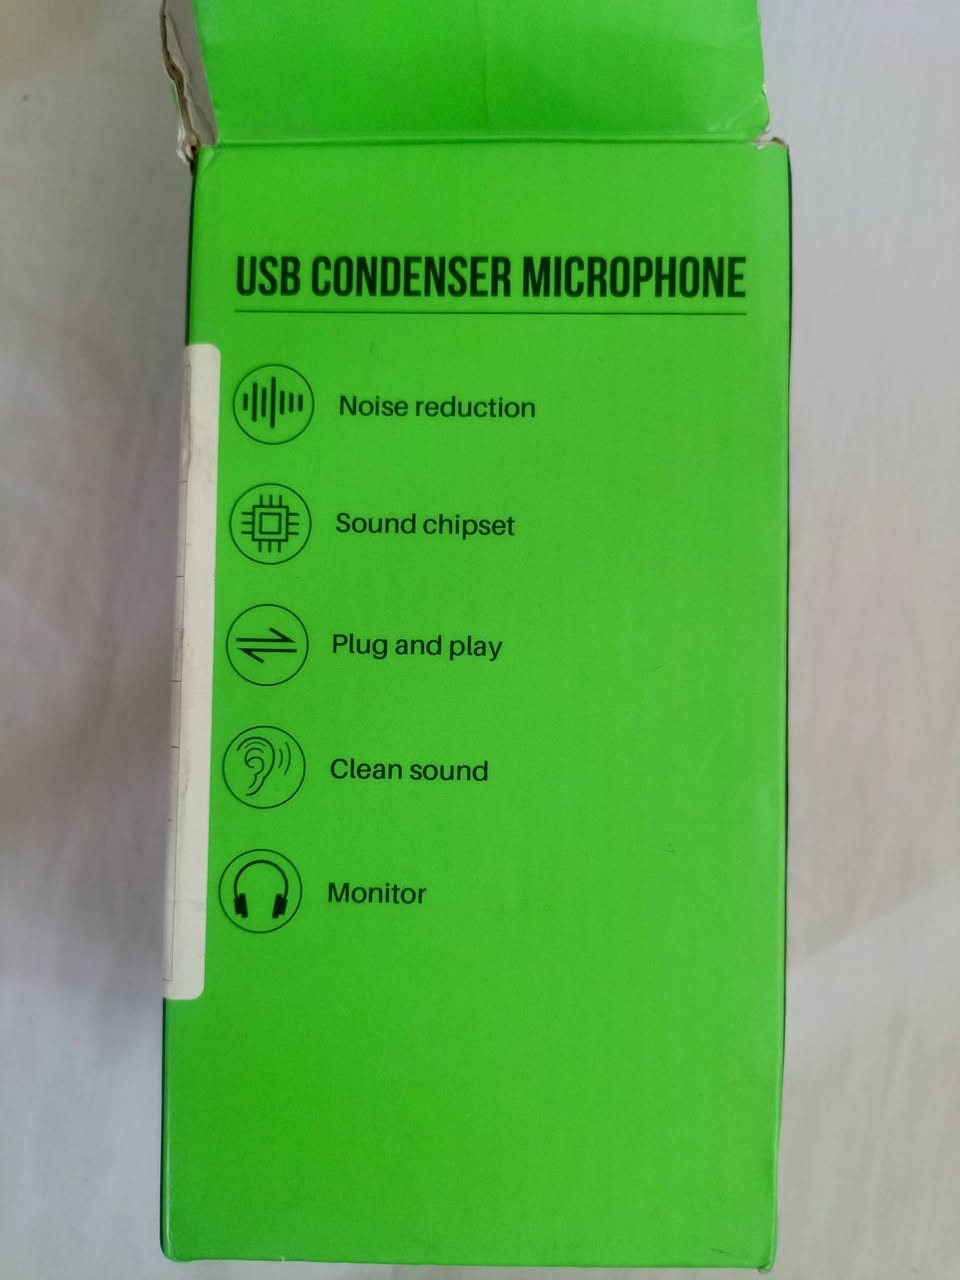 USB CONDENSER MICROPHONE
Noise reduction
Sound chipset
Plug and play
Clean sound
Monitor